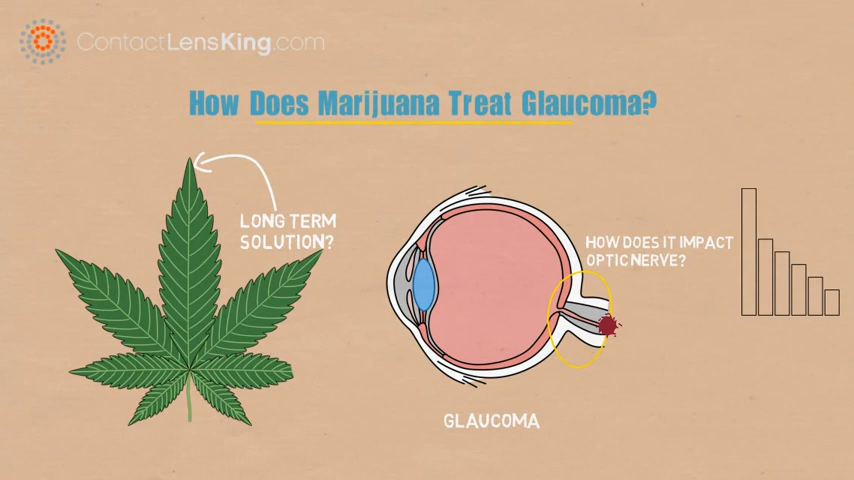 ContactLensKing.com
How Does Marijuana Treat Glaucoma?
LONG TERM
SOLUTION?
HOW DOES IT IMPACT
OPTIC NERVE?
GLAUCOMA